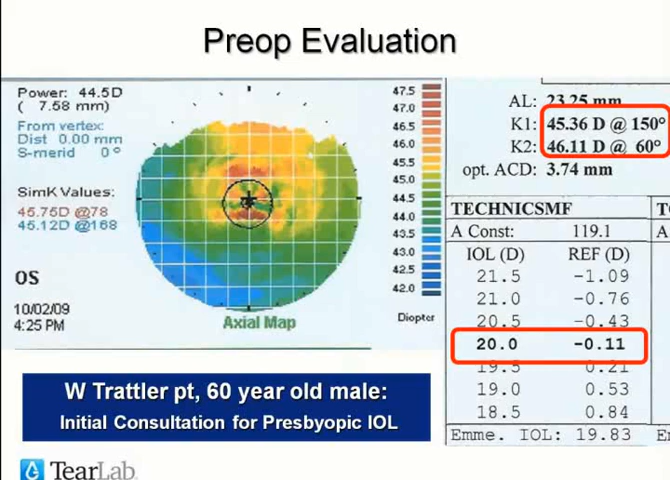 Preop Evaluation
Power: 44.5D
( 7.58 mm)
From vertex:
Dist 0.00 mm
S-merid 0°
SimK Values:
45.75D @78
45.12D @168
OS
10/02/09
4:25 PM
47.5
46.5
45.5
45.0
44.5
44.0
43.5
43.0
42.5
42.0
Axial Map
Diopter
AL: 23.25 mm
K1: 45.36 D @ 150°
K2: 46.11 D @ 60°
opt. ACD: 3.74 mm
TECHNICSMF
A Const: 119.1
A
IOL (D) REF (D)
21.5 -1.09
21.0 -0.76
20.5 -0.43
20.0 -0.11
19.5 0.21
19.0 0.53
18.5 0.84
Emme. IOL: 19.83
W Trattler pt, 60 year old male:
Initial Consultation for Presbyopic IOL
TearLab